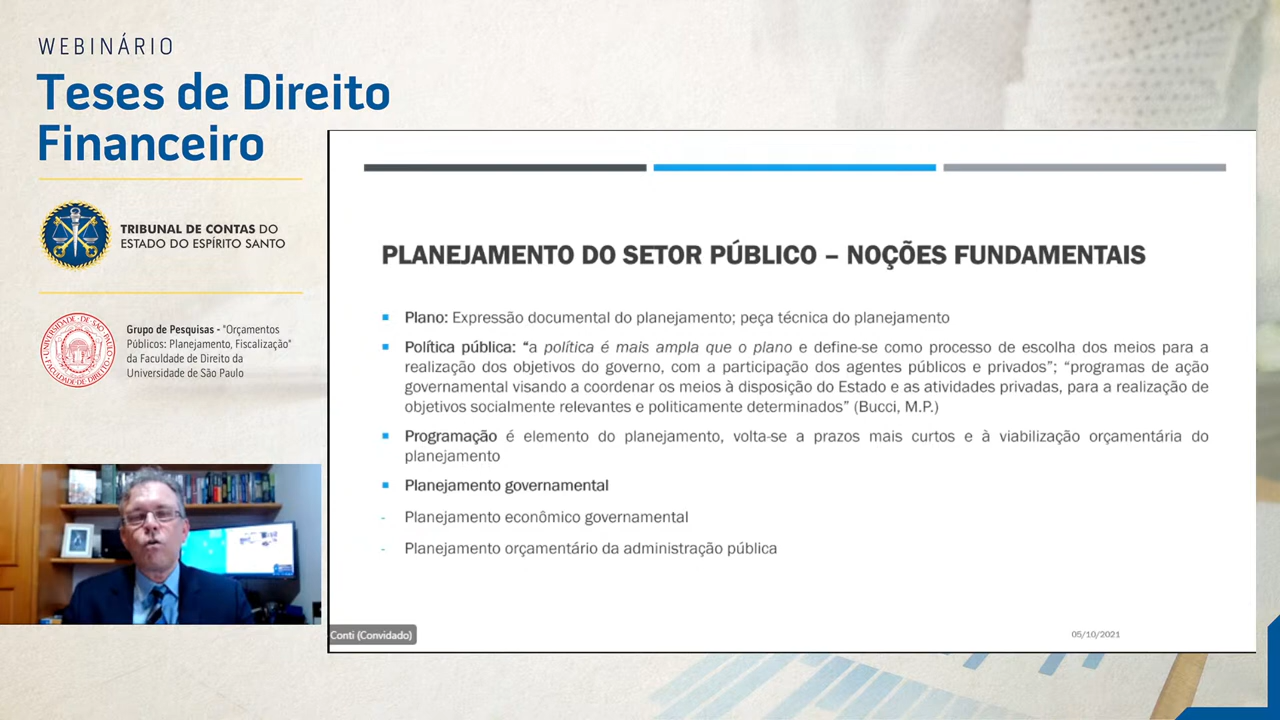 WEBINÁRIO
Teses de Direito
Financeiro
TRIBUNAL DE CONTAS DO
ESTADO DO ESPÍRITO SANTO
Grupo de Pesquisas - "Orçamentos
Públicos: Planejamento, Fiscalização"
da Faculdade de Direito da
Universidade de São Paulo
PLANEJAMENTO DO SETOR PÚBLICO – NOÇÕES FUNDAMENTAIS
Plano: Expressão documental do planejamento; peça técnica do planejamento
Política pública: “a política é mais ampla que o plano e define-se como processo de escolha dos meios para a
realização dos objetivos do governo, com a participação dos agentes públicos e privados”; “programas de ação
governamental visando a coordenar os meios à disposição do Estado e as atividades privadas, para a realização de
objetivos socialmente relevantes e politicamente determinados” (Bucci, M.P.)
Programação é elemento do planejamento, volta-se a prazos mais curtos e à viabilização orçamentária do
planejamento
Planejamento governamental
- Planejamento econômico governamental
- Planejamento orçamentário da administração pública
Conti (Convidado)
05/10/2021